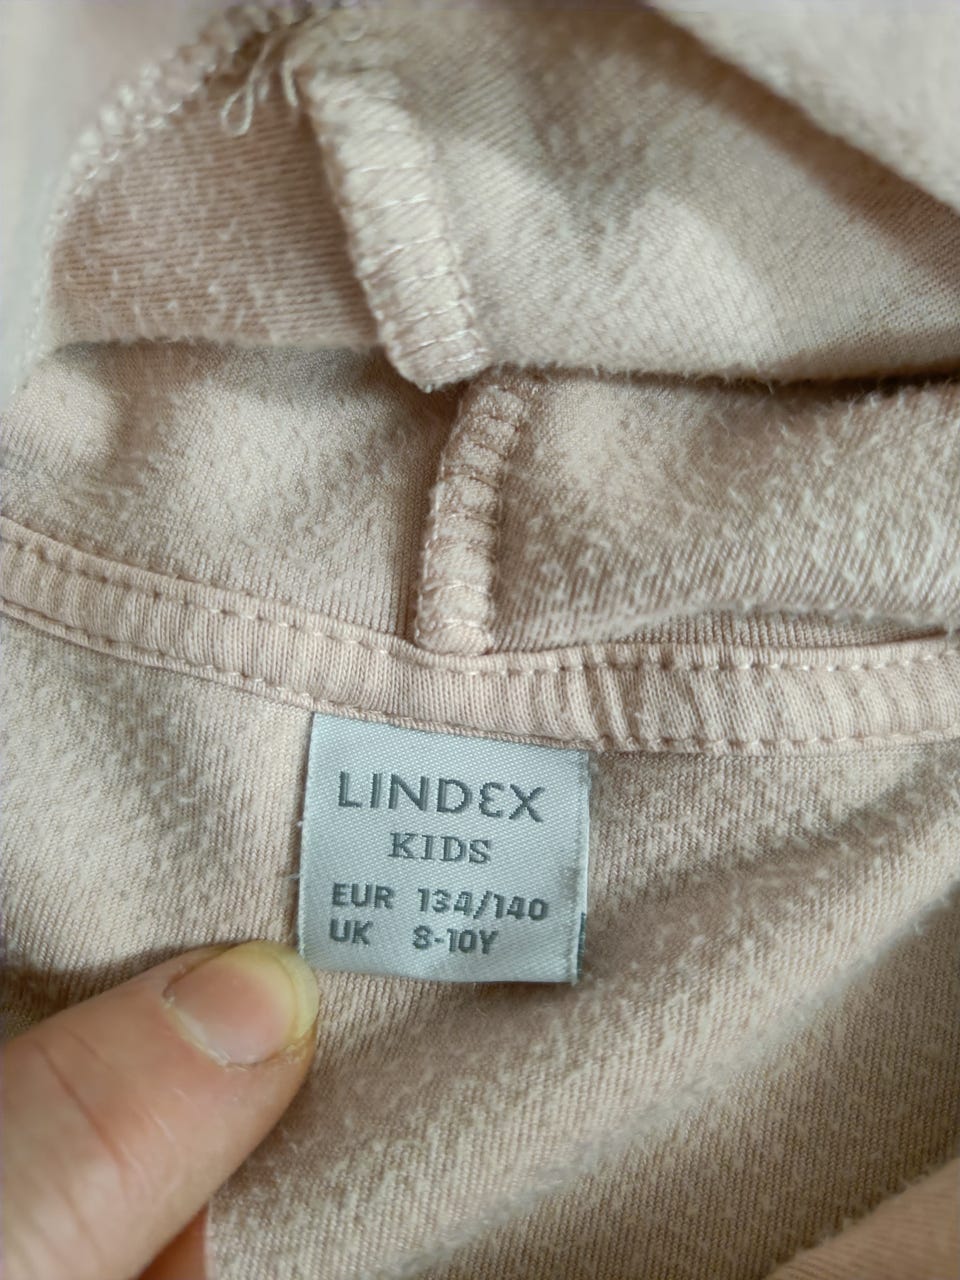 LINDEX
KIDS
EUR 134/140
UK 8-10Y